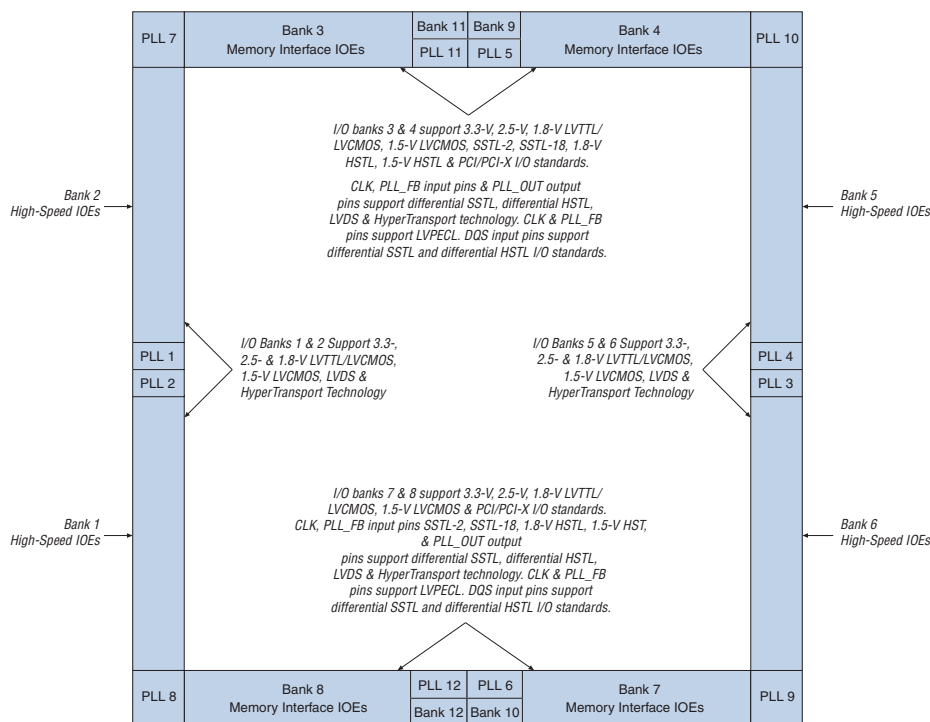 PLL 7
Bank 3
Memory Interface IOEs
Bank 11
Bank 9
PLL 11
PLL 5
Bank 4
Memory Interface IOEs
PLL 10
I/O banks 3 & 4 support 3.3-V, 2.5-V, 1.8-V LVTTL/
LVCMOS, 1.5-V LVCMOS, SSTL-2, SSTL-18, 1.8-V
HSTL, 1.5-V HSTL & PCI/PCI-X I/O standards.
CLK, PLL_FB input pins & PLL_OUT output
pins support differential SSTL, differential HSTL,
LVDS & HyperTransport technology. CLK & PLL_FB
pins support LVPECL. DQS input pins support
differential SSTL and differential HSTL I/O standards.
Bank 2
High-Speed IOEs
Bank 5
High-Speed IOEs
PLL 1
PLL 2
I/O Banks 1 & 2 Support 3.3-,
2.5- & 1.8-V LVTTL/LVCMOS,
1.5-V LVCMOS, LVDS &
HyperTransport Technology
I/O Banks 5 & 6 Support 3.3-,
2.5- & 1.8-V LVTTL/LVCMOS,
1.5-V LVCMOS, LVDS &
HyperTransport Technology
PLL 4
PLL 3
Bank 1
High-Speed IOEs
Bank 6
High-Speed IOEs
I/O banks 7 & 8 support 3.3-V, 2.5-V, 1.8-V LVTTL/
LVCMOS, 1.5-V LVCMOS & PCI/PCI-X I/O standards.
CLK, PLL_FB input pins SSTL-2, SSTL-18, 1.8-V HSTL, 1.5-V HST,
& PLL_OUT output
pins support differential SSTL, differential HSTL,
LVDS & HyperTransport technology. CLK & PLL_FB
pins support LVPECL. DQS input pins support
differential SSTL and differential HSTL I/O standards.
PLL 8
Bank 8
Memory Interface IOEs
PLL 12
PLL 6
Bank 12
Bank 10
Bank 7
Memory Interface IOEs
PLL 9